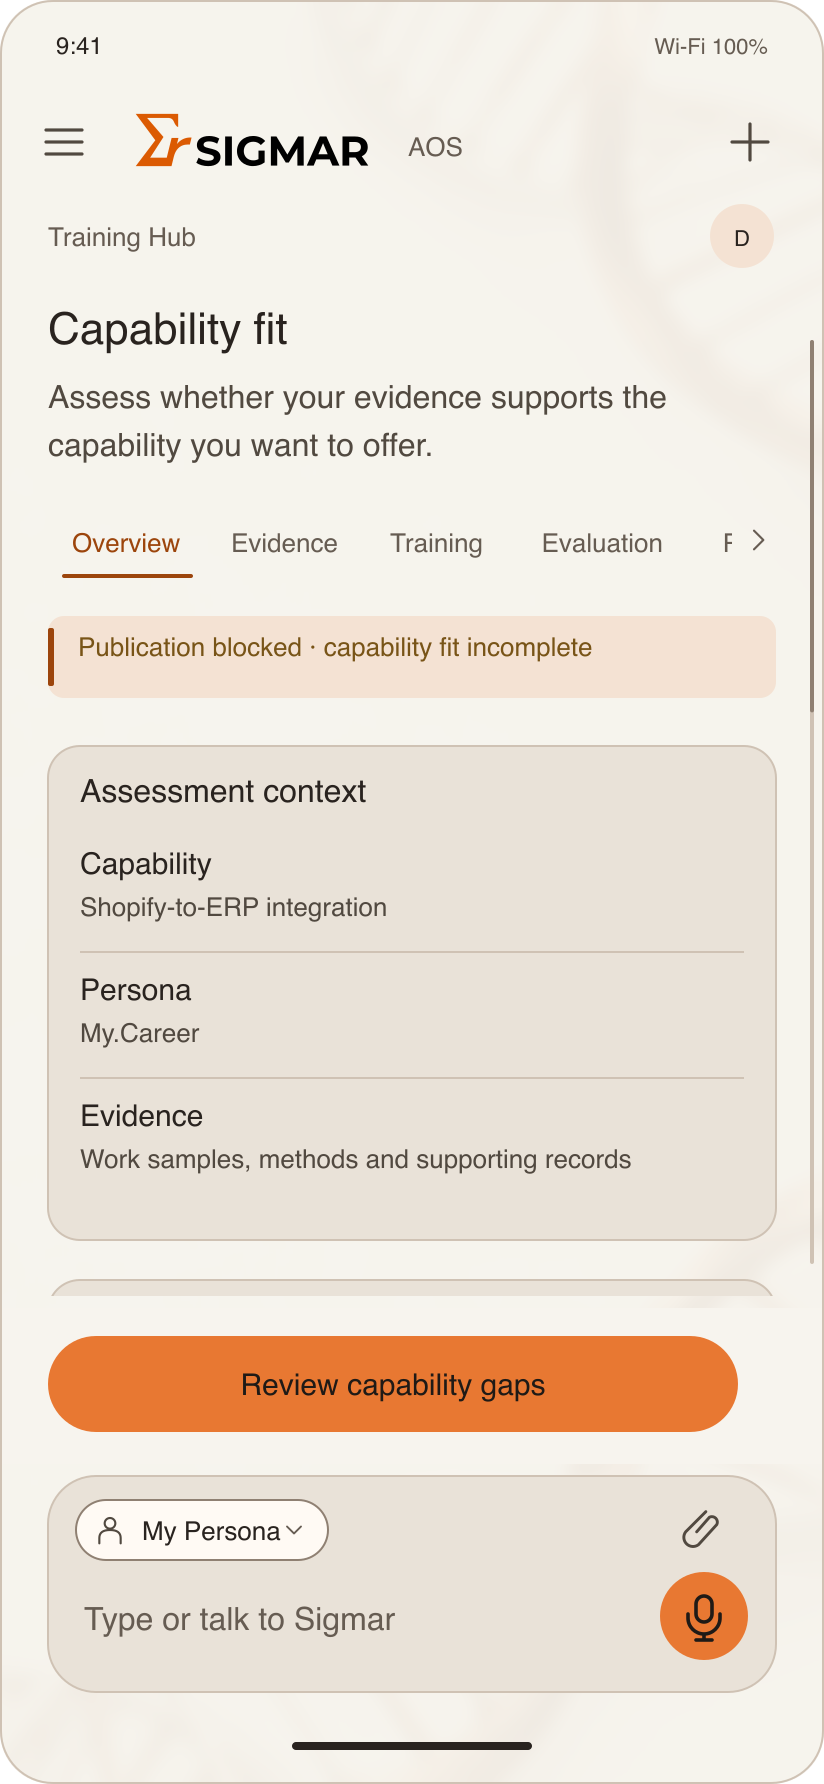 9:41
Wi-Fi 100%
Σr SIGMAR AOS
Training Hub
D
Capability fit
Assess whether your evidence supports the
capability you want to offer.
Overview Evidence Training Evaluation
Publication blocked · capability fit incomplete
Assessment context
Capability
Shopify-to-ERP integration
Persona
My.Career
Evidence
Work samples, methods and supporting records
Review capability gaps
My Persona
Type or talk to Sigmar